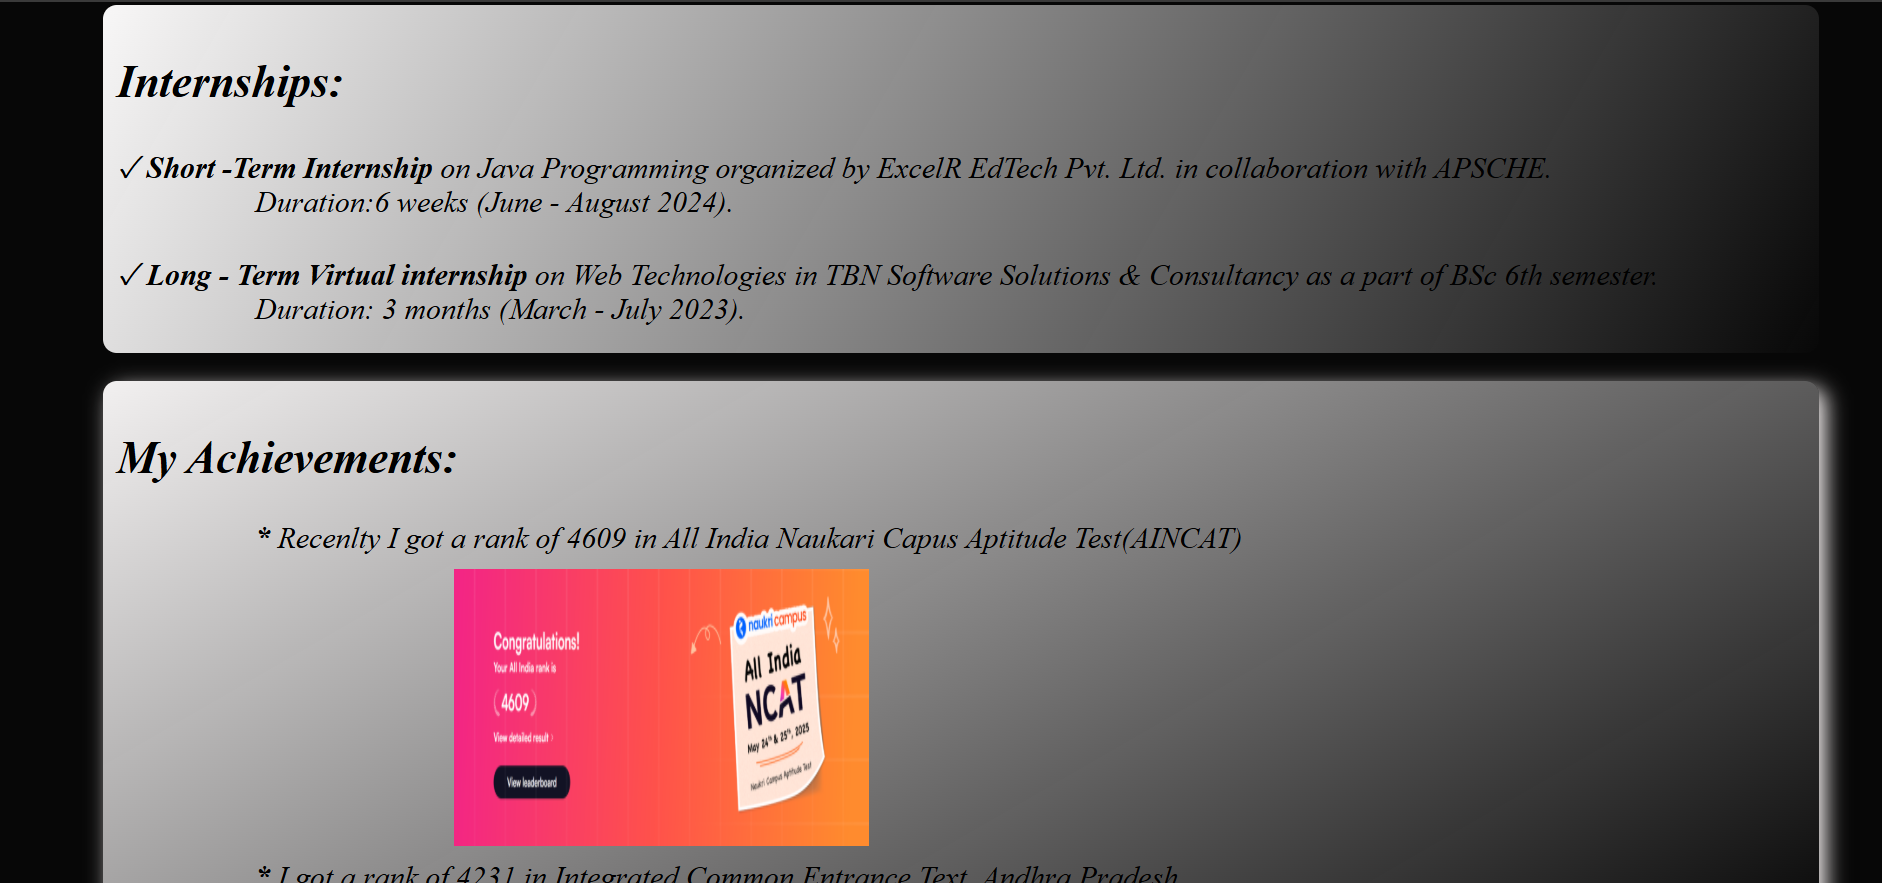 Internships:
✓Short -Term Internship on Java Programming organized by ExcelR EdTech Pvt. Ltd. in collaboration with APSCHE.
Duration:6 weeks (June - August 2024).
✓Long - Term Virtual internship on Web Technologies in TBN Software Solutions & Consultancy as a part of BSc 6th semester.
Duration: 3 months (March - July 2023).
My Achievements:
* Recenlty I got a rank of 4609 in All India Naukari Capus Aptitude Test(AINCAT)
Congratulations!
Your All India rank is
4609
View detailed result ›
View leaderboard
naukri campus
All India
NCAT
May 24th & 25th, 2025
Naukri Campus Aptitude Test
* I got a rank of 4231 in Integrated Common Entrance Text, Andhra Pradesh